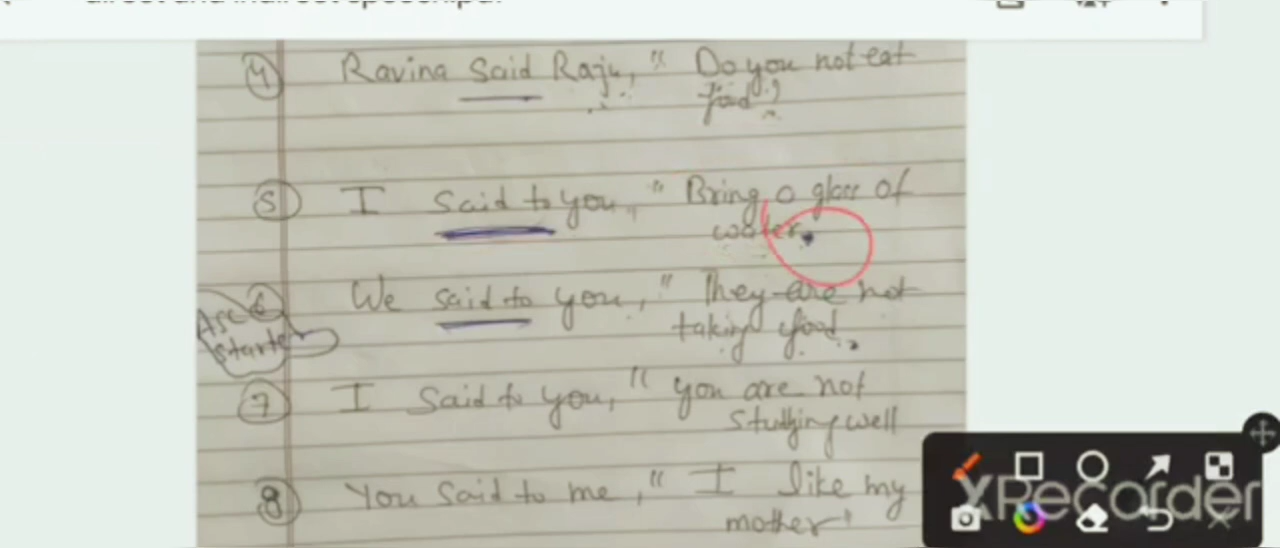 4 Ravina said Raju, " Do you not eat
food ?
5 I said to you, " Bring a glass of
water.
6 We said to you, " They are not
taking food.
7 I said to you, " you are not
studying well
8 You said to me, " I like my
mother'
XRecorder